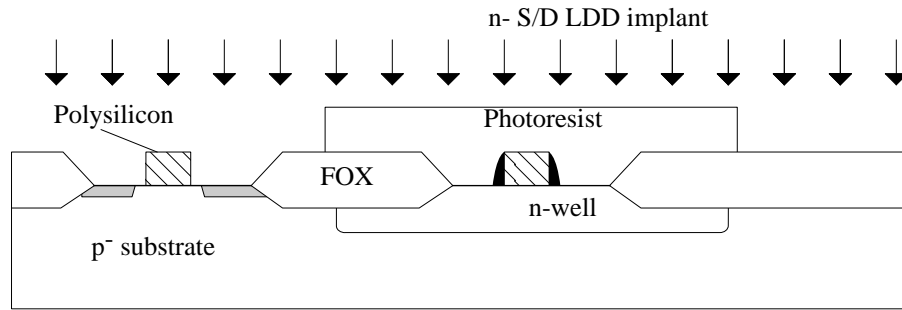 n- S/D LDD implant
Polysilicon
Photoresist
FOX
n-well
p- substrate